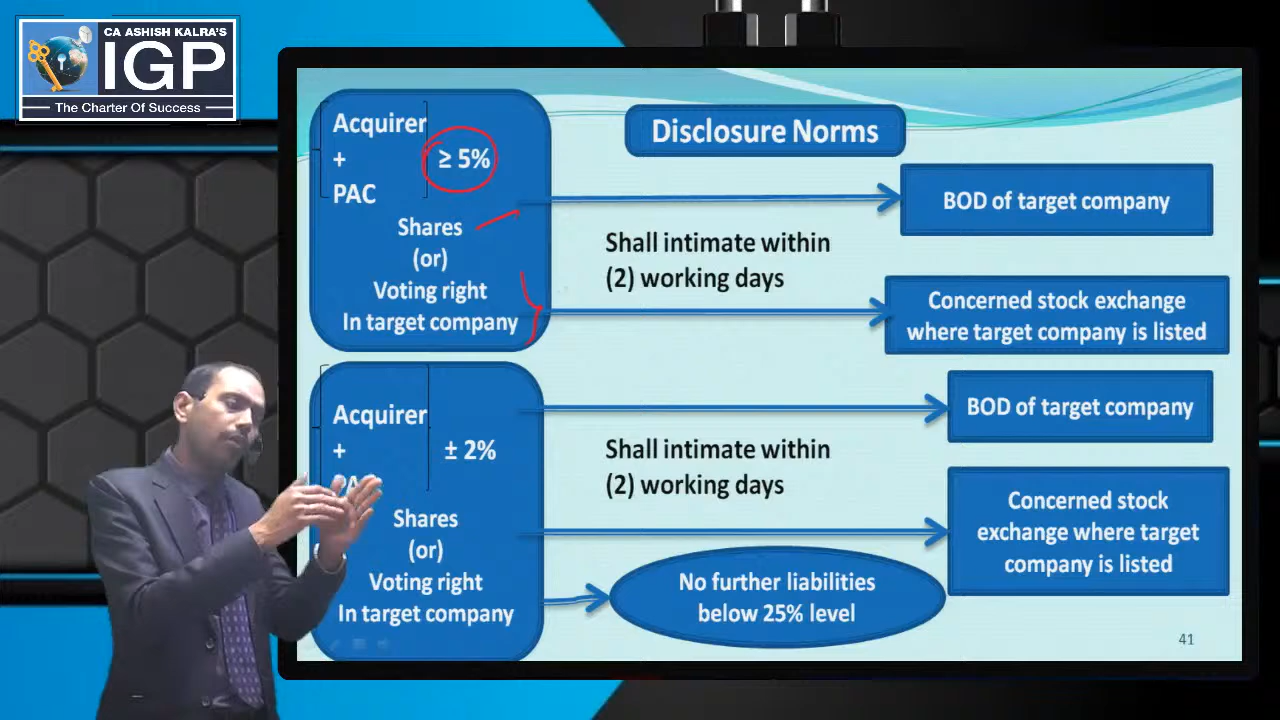 CA ASHISH KALRA'S
IGP
The Charter Of Success
Disclosure Norms
Acquirer
+
PAC
≥ 5%
Shares
(or)
Voting right
In target company
Shall intimate within
(2) working days
BOD of target company
Concerned stock exchange
where target company is listed
Acquirer
+
± 2%
Shares
(or)
Voting right
In target company
Shall intimate within
(2) working days
BOD of target company
Concerned stock
exchange where target
company is listed
No further liabilities
below 25% level
41